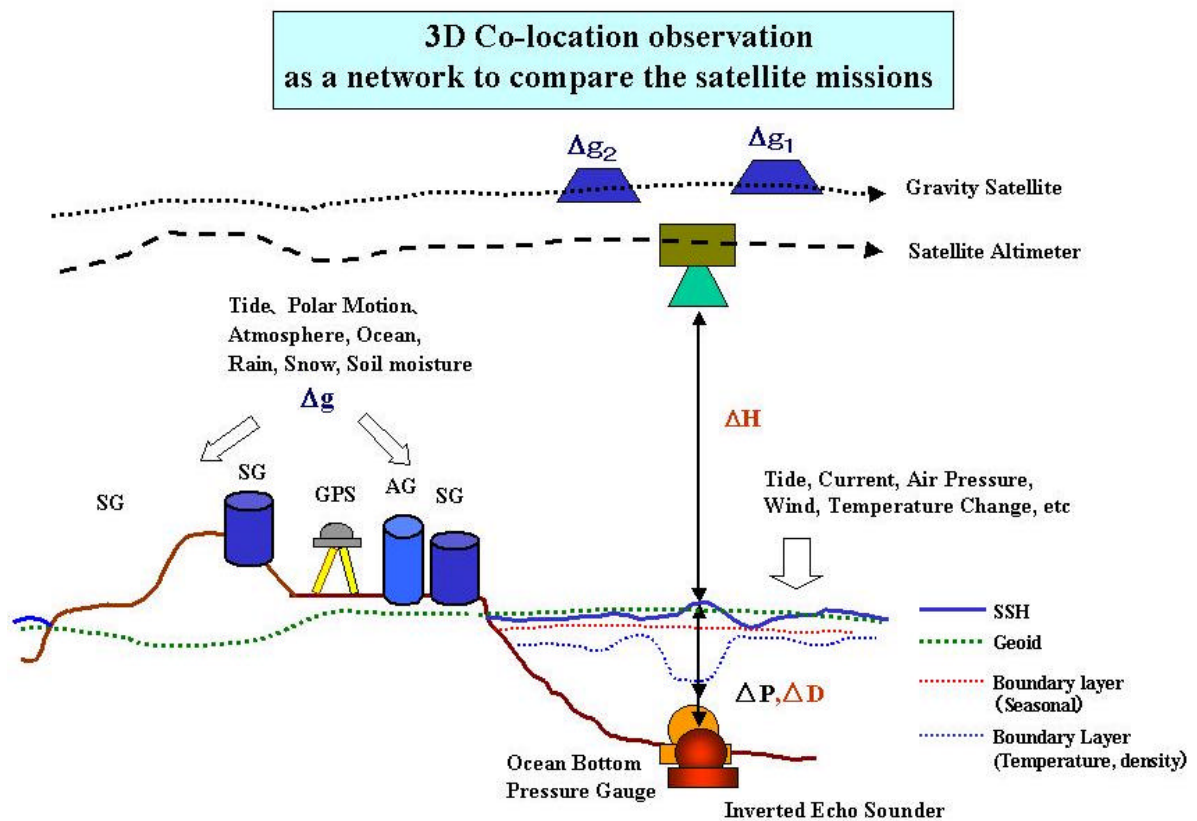 3D Co-location observation
as a network to compare the satellite missions
Δg2
Δg1
Gravity Satellite
Satellite Altimeter
Tide、Polar Motion、
Atmosphere, Ocean,
Rain, Snow, Soil moisture
Δg
ΔH
SG
SG
GPS
AG
SG
Tide, Current, Air Pressure,
Wind, Temperature Change, etc
SSH
Geoid
Boundary layer
(Seasonal)
Boundary Layer
(Temperature, density)
△P,△D
Ocean Bottom
Pressure Gauge
Inverted Echo Sounder